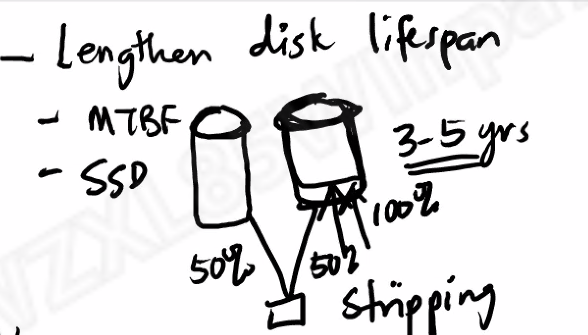 - Lengthen disk lifespan
- MTBF
- SSD
3-5 yrs
100%
50%
50%
stripping